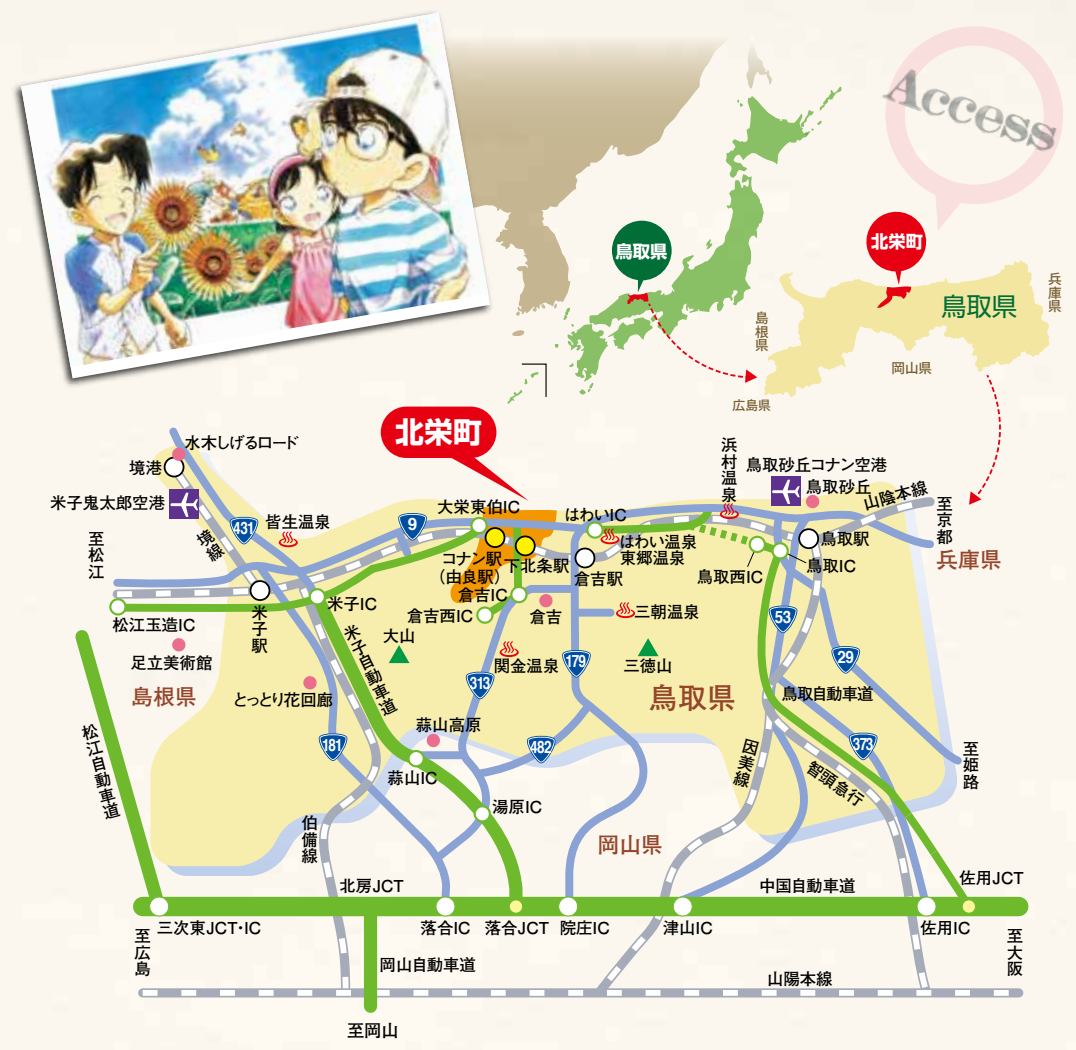 Access
鳥取県
北栄町
鳥取県
兵庫県
島根県
岡山県
広島県
北栄町
水木しげるロード
境港
米子鬼太郎空港
境線
431
皆生温泉
9
大栄東伯IC
はわいIC
浜村温泉
鳥取砂丘コナン空港
鳥取砂丘
山陰本線
至京都
兵庫県
至松江
コナン駅
(由良駅)
下北条駅
倉吉駅
はわい温泉
東郷温泉
鳥取駅
鳥取西IC
鳥取IC
松江玉造IC
米子駅
米子IC
倉吉IC
倉吉西IC
倉吉
三朝温泉
53
足立美術館
大山
関金温泉
179
三徳山
29
島根県
とっとり花回廊
米子自動車道
313
鳥取県
鳥取自動車道
松江自動車道
181
蒜山高原
482
因美線
373
智頭急行
至姫路
蒜山IC
湯原IC
伯備線
岡山県
北房JCT
中国自動車道
佐用JCT
三次東JCT・IC
落合IC
落合JCT
院庄IC
津山IC
佐用IC
至広島
岡山自動車道
山陽本線
至大阪
至岡山